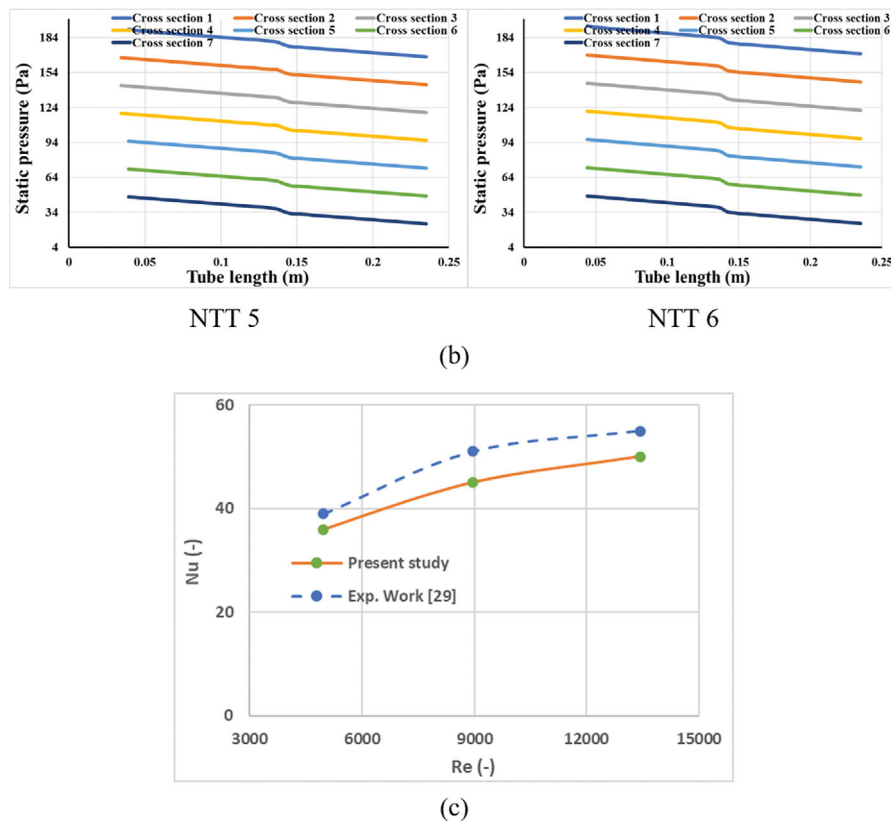 Cross section 1 Cross section 2 Cross section 3
Cross section 4 Cross section 5 Cross section 6
Cross section 7
184
154
124
94
64
34
4
Static pressure (Pa)
0 0.05 0.1 0.15 0.2 0.25
Tube length (m)
NTT 5
Cross section 1 Cross section 2 Cross section 3
Cross section 4 Cross section 5 Cross section 6
Cross section 7
184
154
124
94
64
34
4
Static pressure (Pa)
0 0.05 0.1 0.15 0.2 0.25
Tube length (m)
NTT 6
(b)
60
40
20
0
Nu (-)
Present study
Exp. Work [29]
3000 6000 9000 12000 15000
Re (-)
(c)